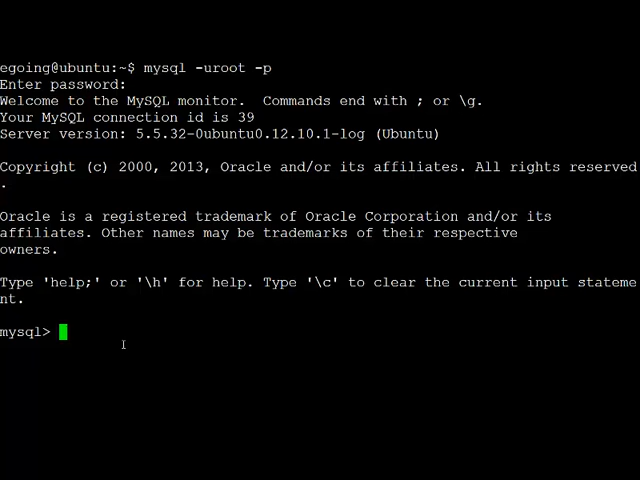 egoing@ubuntu:~$ mysql -uroot -p
Enter password:
Welcome to the MySQL monitor.  Commands end with ; or \g.
Your MySQL connection id is 39
Server version: 5.5.32-0ubuntu0.12.10.1-log (Ubuntu)
Copyright (c) 2000, 2013, Oracle and/or its affiliates. All rights reserved
.
Oracle is a registered trademark of Oracle Corporation and/or its
affiliates. Other names may be trademarks of their respective
owners.
Type 'help;' or '\h' for help. Type '\c' to clear the current input stateme
nt.
mysql>